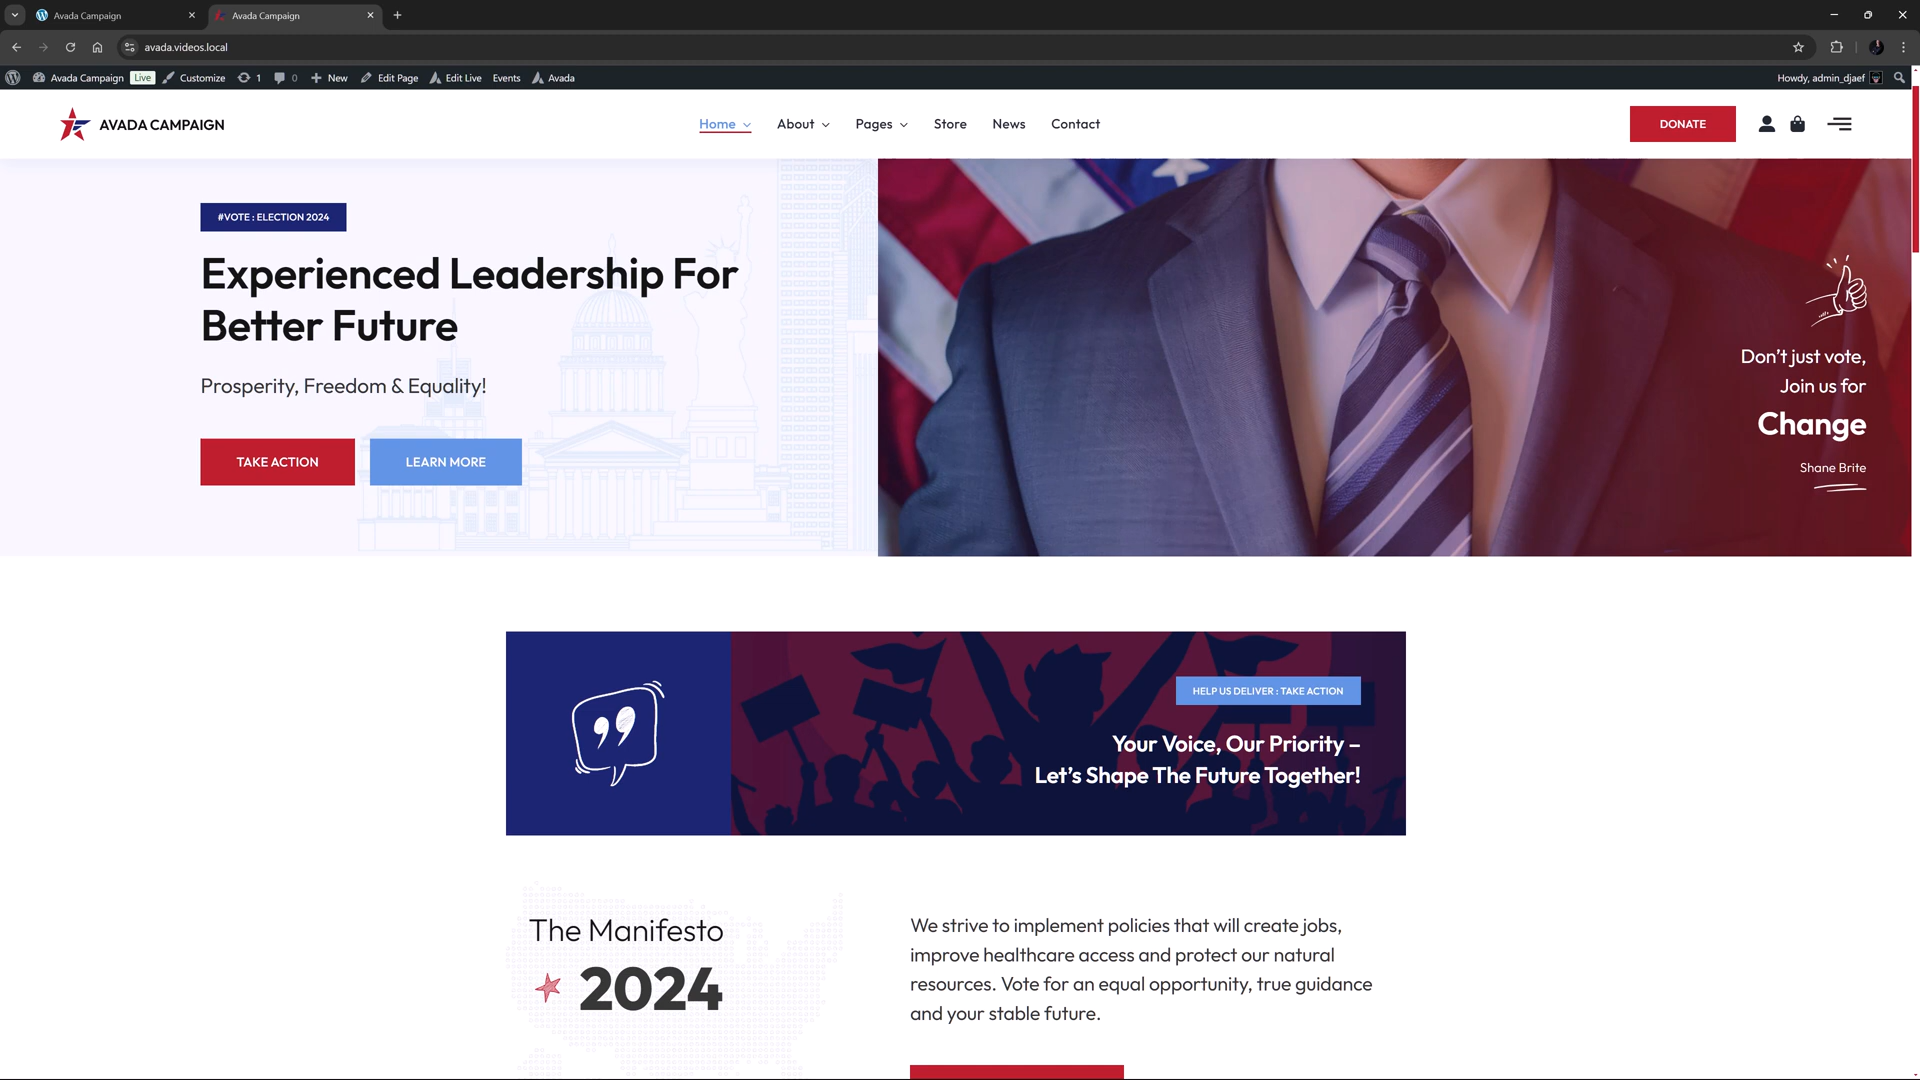 Avada Campaign
Avada Campaign
avada.videos.local
Avada Campaign Live Customize 1 0 New Edit Page Edit Live Events Avada Howdy, admin_djaef
AVADA CAMPAIGN
Home About Pages Store News Contact
DONATE
#VOTE : ELECTION 2024
Experienced Leadership For
Better Future
Prosperity, Freedom & Equality!
TAKE ACTION LEARN MORE
Don't just vote,
Join us for
Change
Shane Brite
HELP US DELIVER : TAKE ACTION
Your Voice, Our Priority –
Let's Shape The Future Together!
The Manifesto
2024
We strive to implement policies that will create jobs,
improve healthcare access and protect our natural
resources. Vote for an equal opportunity, true guidance
and your stable future.